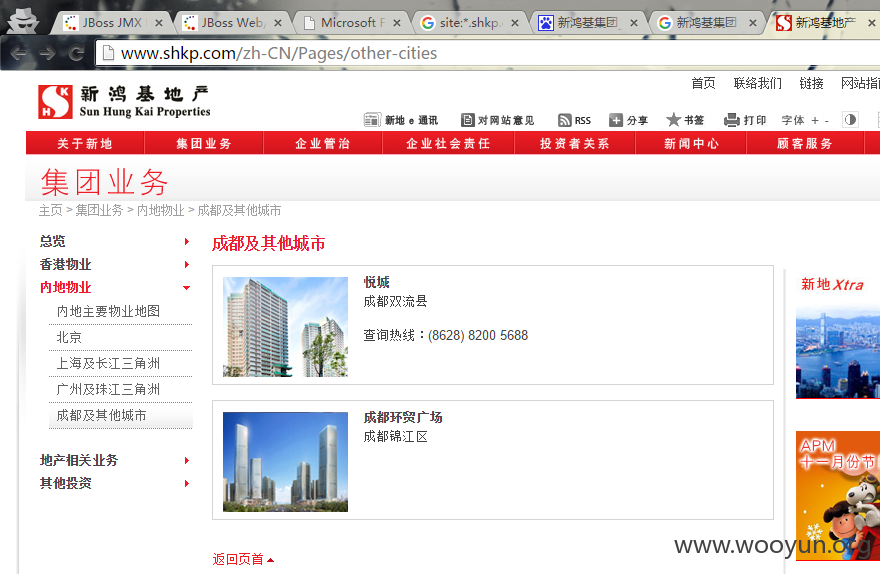 JBoss JMX
JBoss Web
Microsoft F
site:*.shkp.
新鸿基集团
新鸿基集团
新鸿基地产
www.shkp.com/zh-CN/Pages/other-cities
首页 联络我们 链接 网站指
新鸿基地产
Sun Hung Kai Properties
新地 e 通讯 对网站意见 RSS 分享 书签 打印 字体 + -
关于新地 集团业务 企业管治 企业社会责任 投资者关系 新闻中心 顾客服务
集团业务
主页 > 集团业务 > 内地物业 > 成都及其他城市
总览
香港物业
内地物业
内地主要物业地图
北京
上海及长江三角洲
广州及珠江三角洲
成都及其他城市
地产相关业务
其他投资
成都及其他城市
悦城
成都双流县
查询热线：(8628) 8200 5688
成都环贸广场
成都锦江区
返回页首
新地Xtra
APM
十一月份节
www.wooyun.org